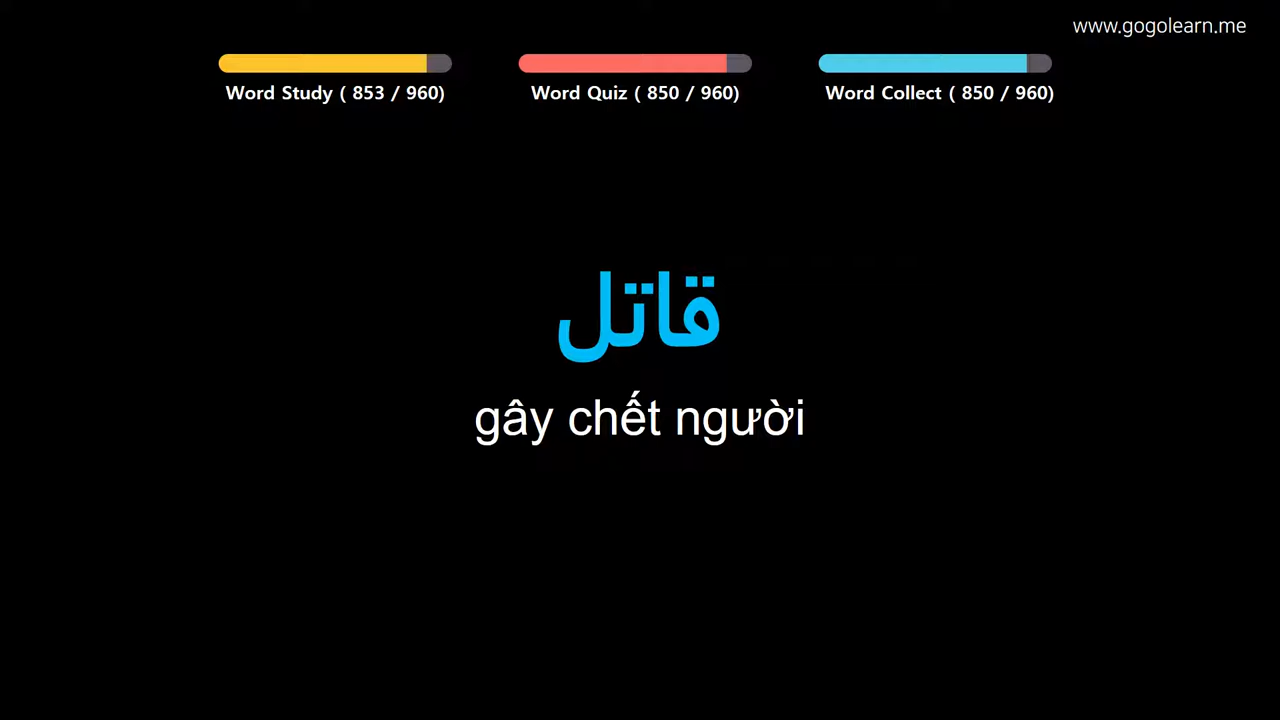 www.gogolearn.me
Word Study ( 853 / 960)
Word Quiz ( 850 / 960)
Word Collect ( 850 / 960)
قاتل
gây chết người